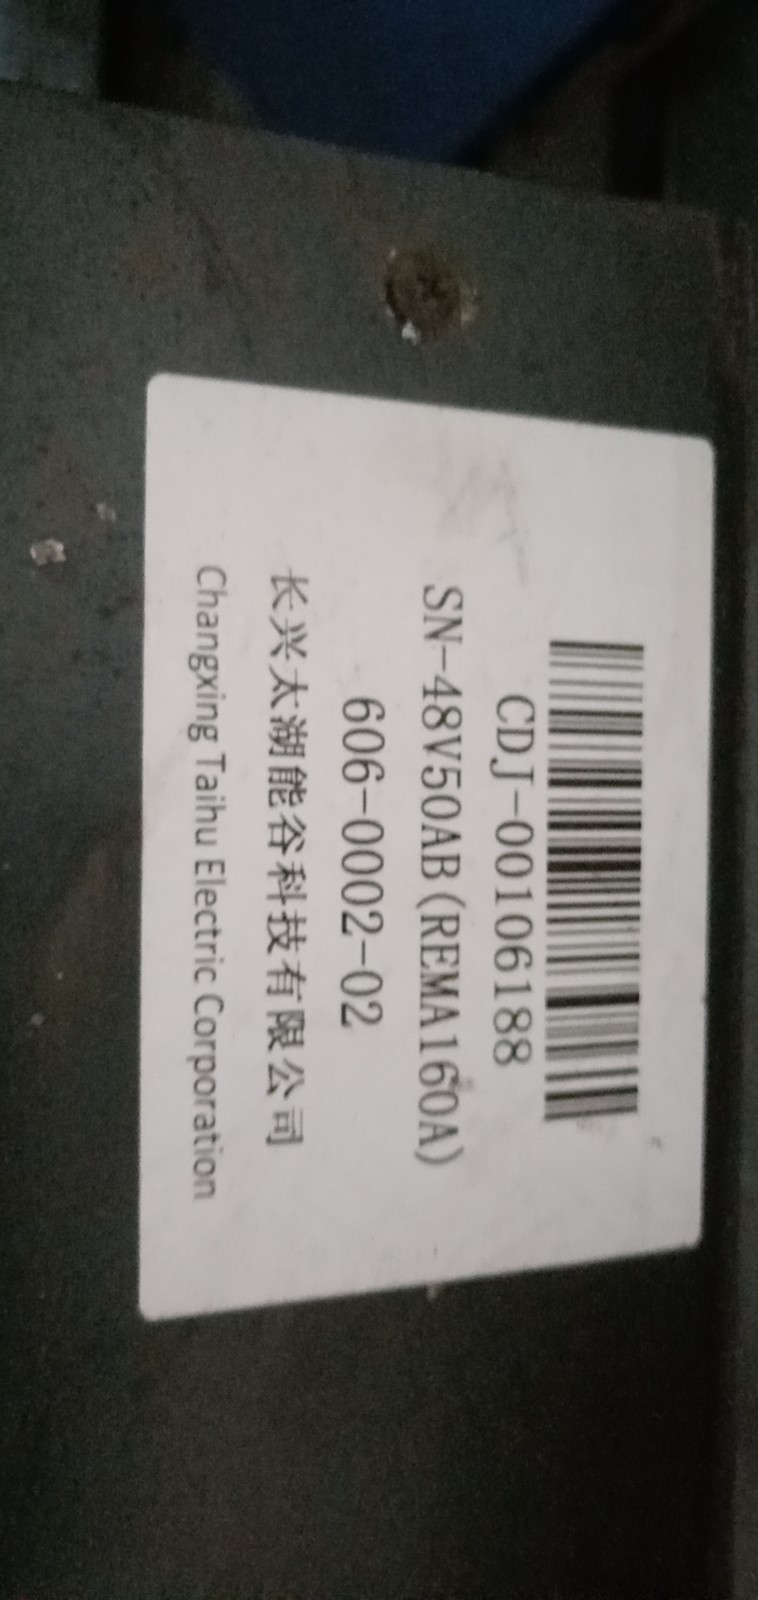 CDJ-00106188
SN-48V50AB(REMA160A)
606-0002-02
长兴太湖能谷科技有限公司
Changxing Taihu Electric Corporation